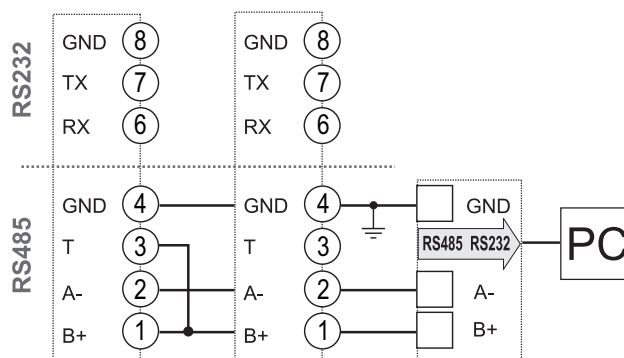 RS232
GND 8 GND 8
TX 7 TX 7
RX 6 RX 6
RS485
GND 4 GND 4 GND
T 3 T 3 RS485 RS232 PC
A- 2 A- 2 A-
B+ 1 B+ 1 B+